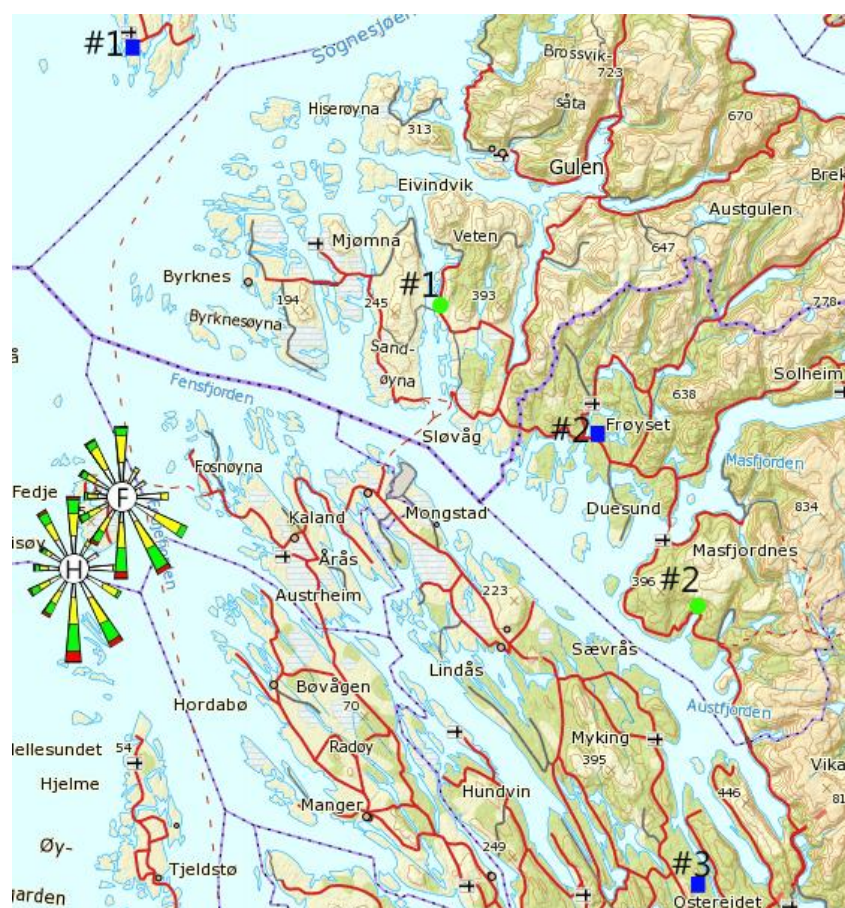 #1
Sognesjøen
Brossvik-
723
såta
Hiserøyna
313
670
Gulen
Brek
Eivindvik
Austgulen
Mjømna
Veten
647
Byrknes
#1
194
245
393
778
Byrknesøyna
Sand-
øyna
Solheim
Fensfjorden
638
#2
Frøyset
Sløvåg
Masfjorden
Fosnøyna
F
Fedje
Mongstad
Duesund
834
Kaland
H
Årås
Masfjordnes
396
#2
Austrheim
223
Sævrås
Lindås
Bøvågen
Hordabø
70
Austfjorden
Radøy
Myking
395
ellesundet
54
Vika
Hjelme
446
81
Manger
Hundvin
Øy-
249
Tjeldstø
#3
garden
Ostereidet